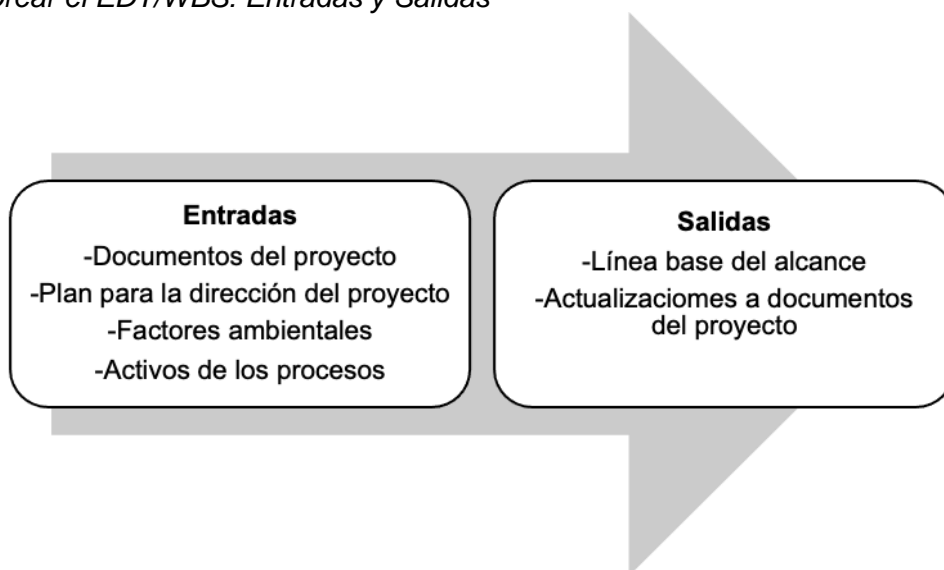 Crear el EDT/WBS: Entradas y Salidas
Entradas
-Documentos del proyecto
-Plan para la dirección del proyecto
-Factores ambientales
-Activos de los procesos
Salidas
-Línea base del alcance
-Actualizaciomes a documentos
del proyecto